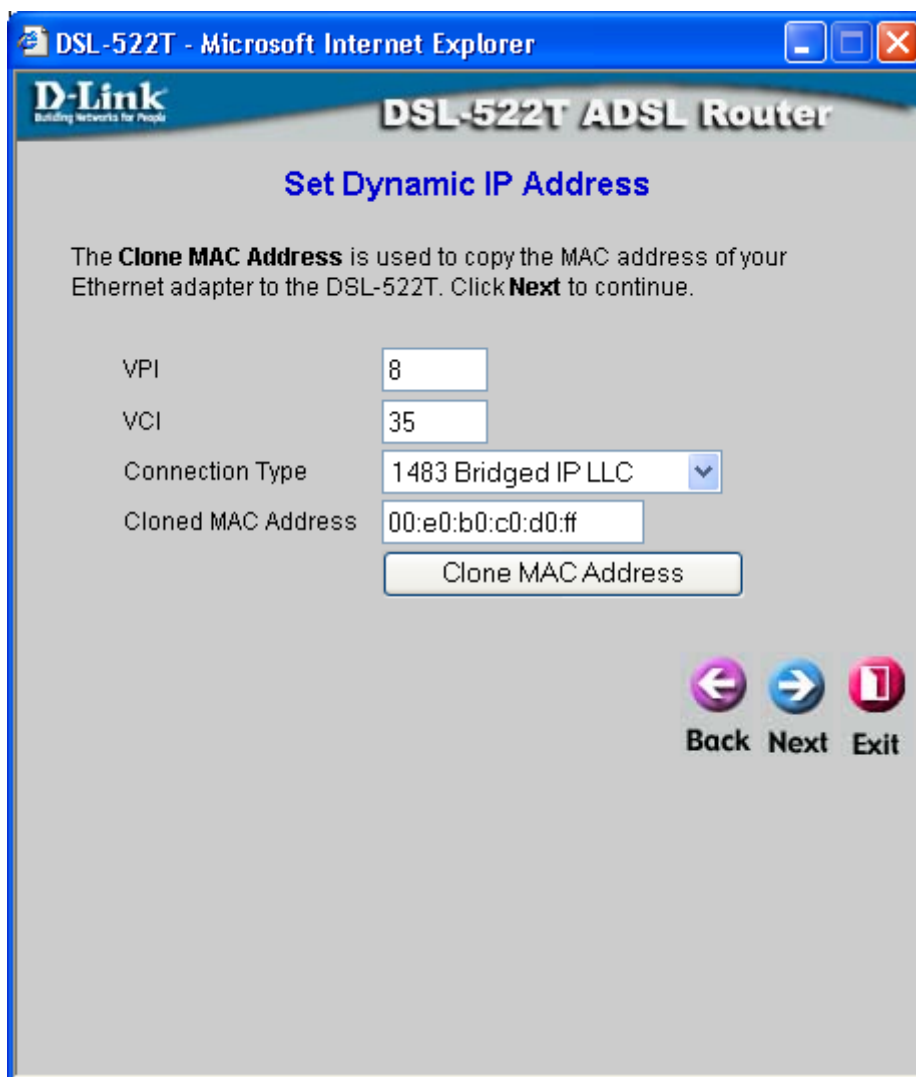 DSL-522T - Microsoft Internet Explorer
D-Link
Building Networks for People
DSL-522T ADSL Router
Set Dynamic IP Address
The Clone MAC Address is used to copy the MAC address of your
Ethernet adapter to the DSL-522T. Click Next to continue.
VPI 8
VCI 35
Connection Type 1483 Bridged IP LLC
Cloned MAC Address 00:e0:b0:c0:d0:ff
Clone MAC Address
Back Next Exit